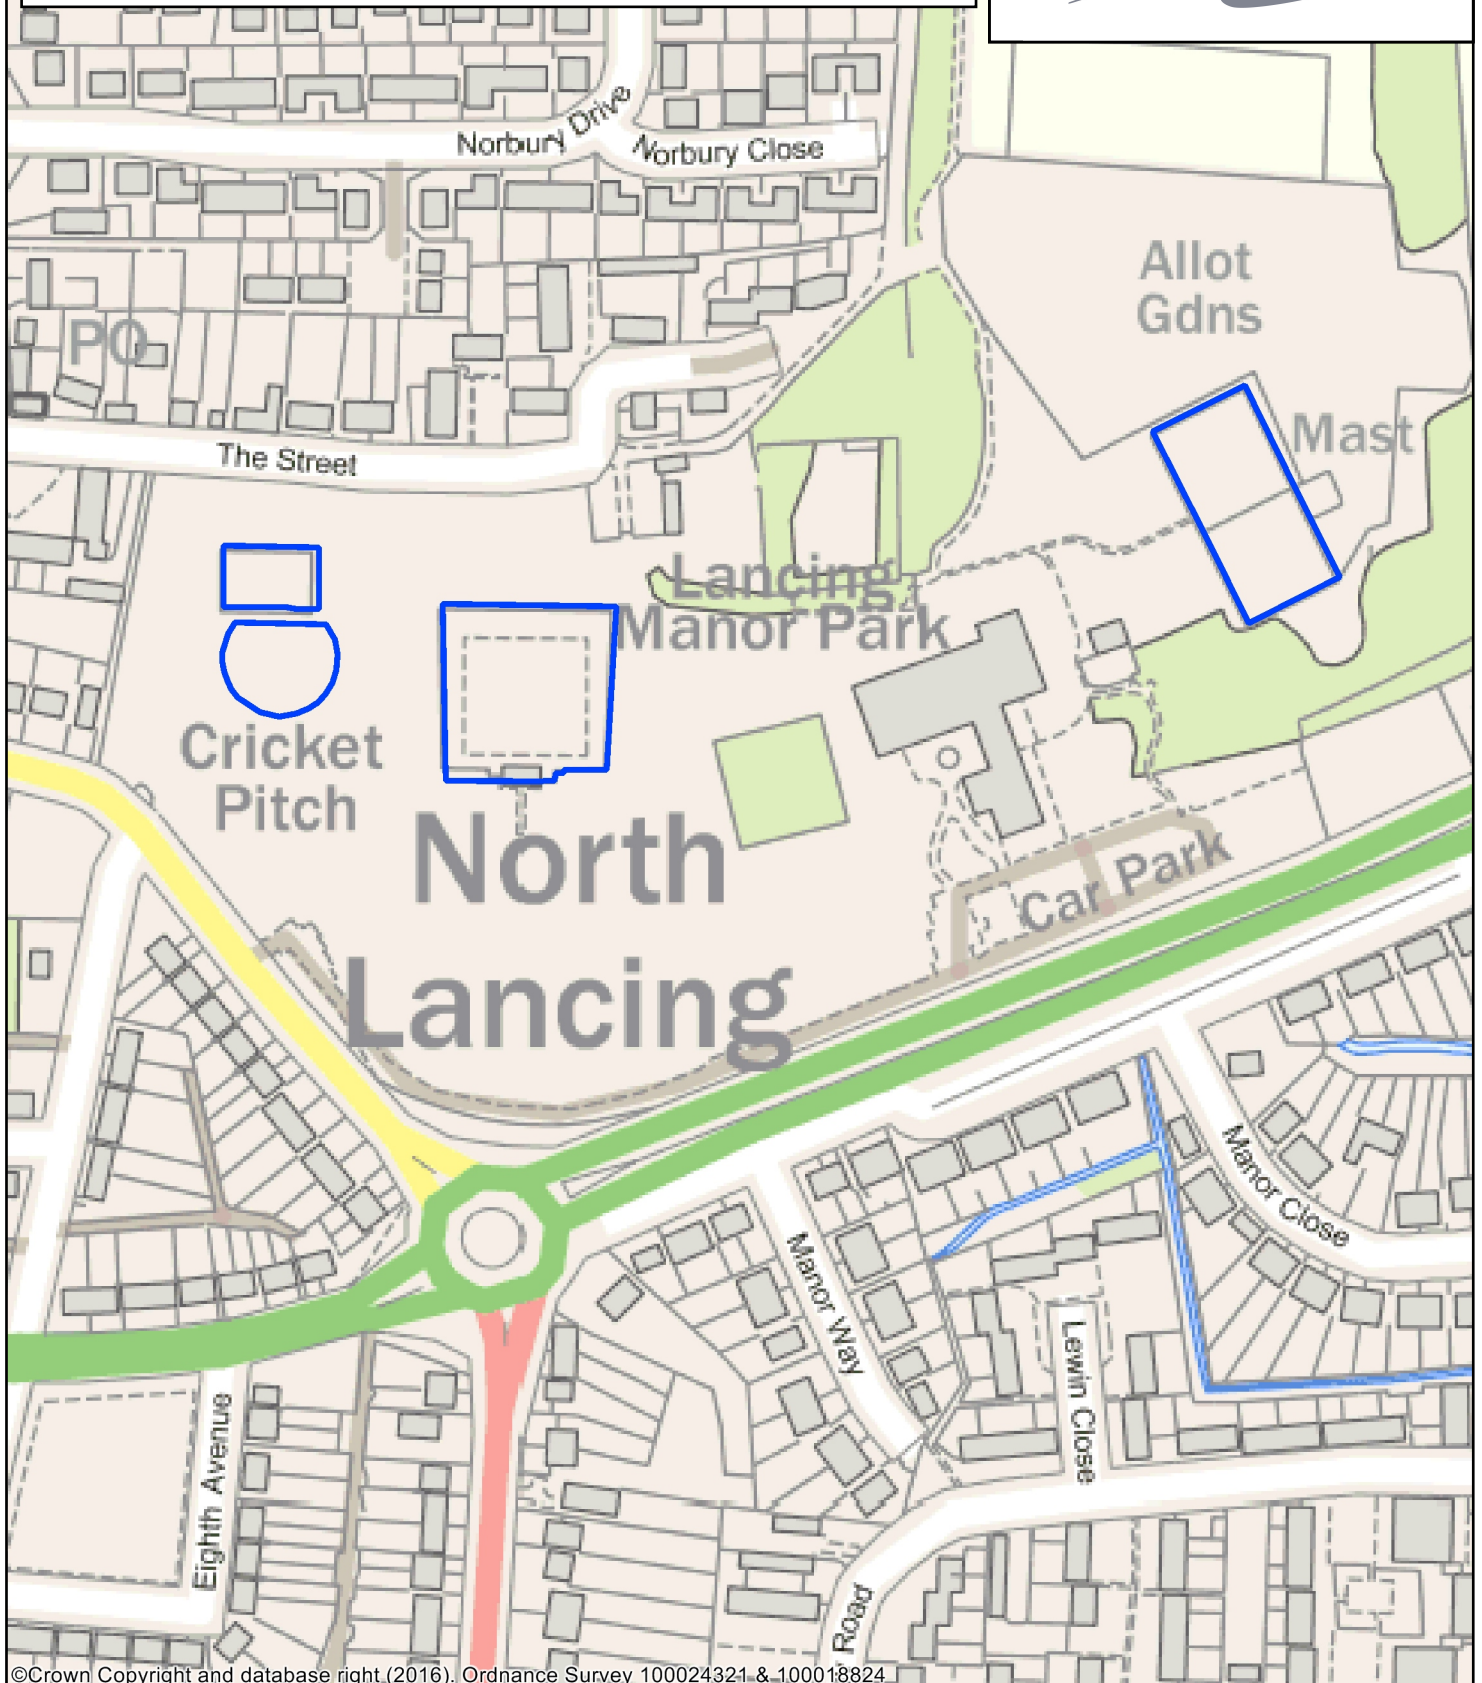 Norbury Drive
Norbury Close
Allot
Gdns
PO
Mast
The Street
Lancing
Manor Park
Cricket
Pitch
North
Lancing
Car Park
Manor Close
Manor Way
Lewin Close
Eighth Avenue
Road
©Crown Copyright and database right (2016). Ordnance Survey 100024321 & 100018824